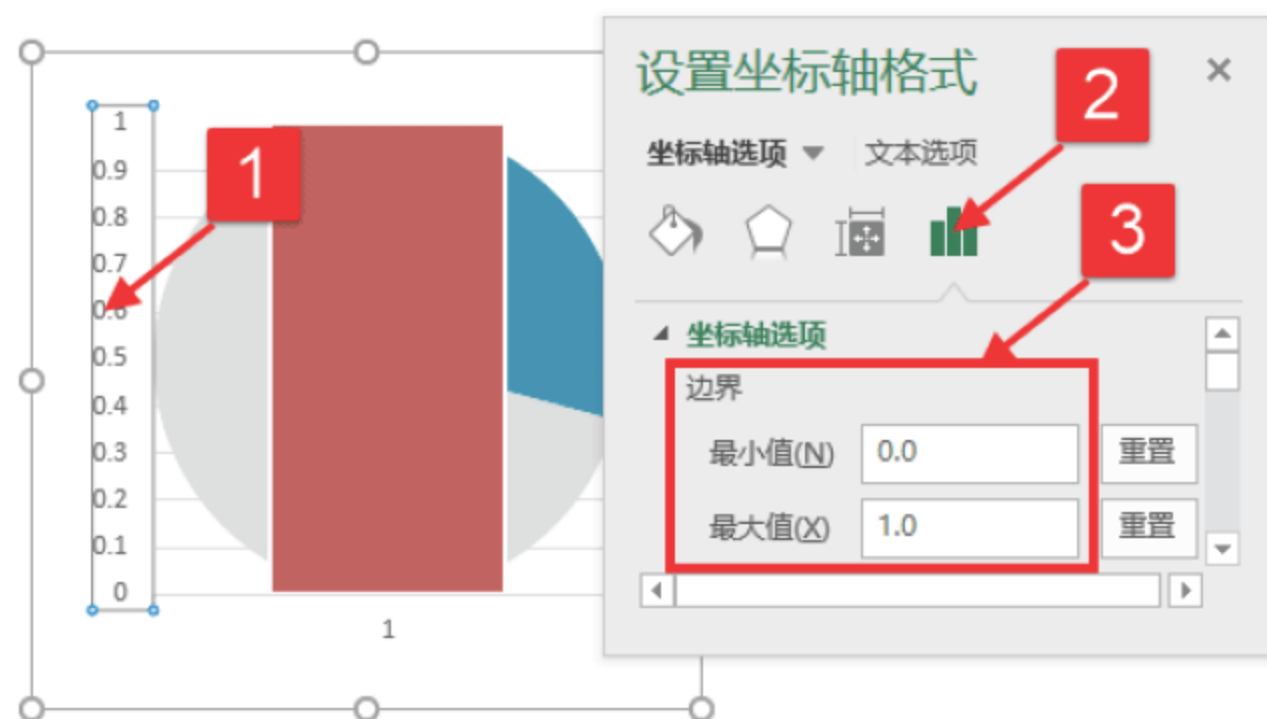 1
0.9
0.8
0.7
0.6
0.5
0.4
0.3
0.2
0.1
0
1
1
设置坐标轴格式
×
2
坐标轴选项
文本选项
3
坐标轴选项
边界
最小值(N) 0.0 重置
最大值(X) 1.0 重置